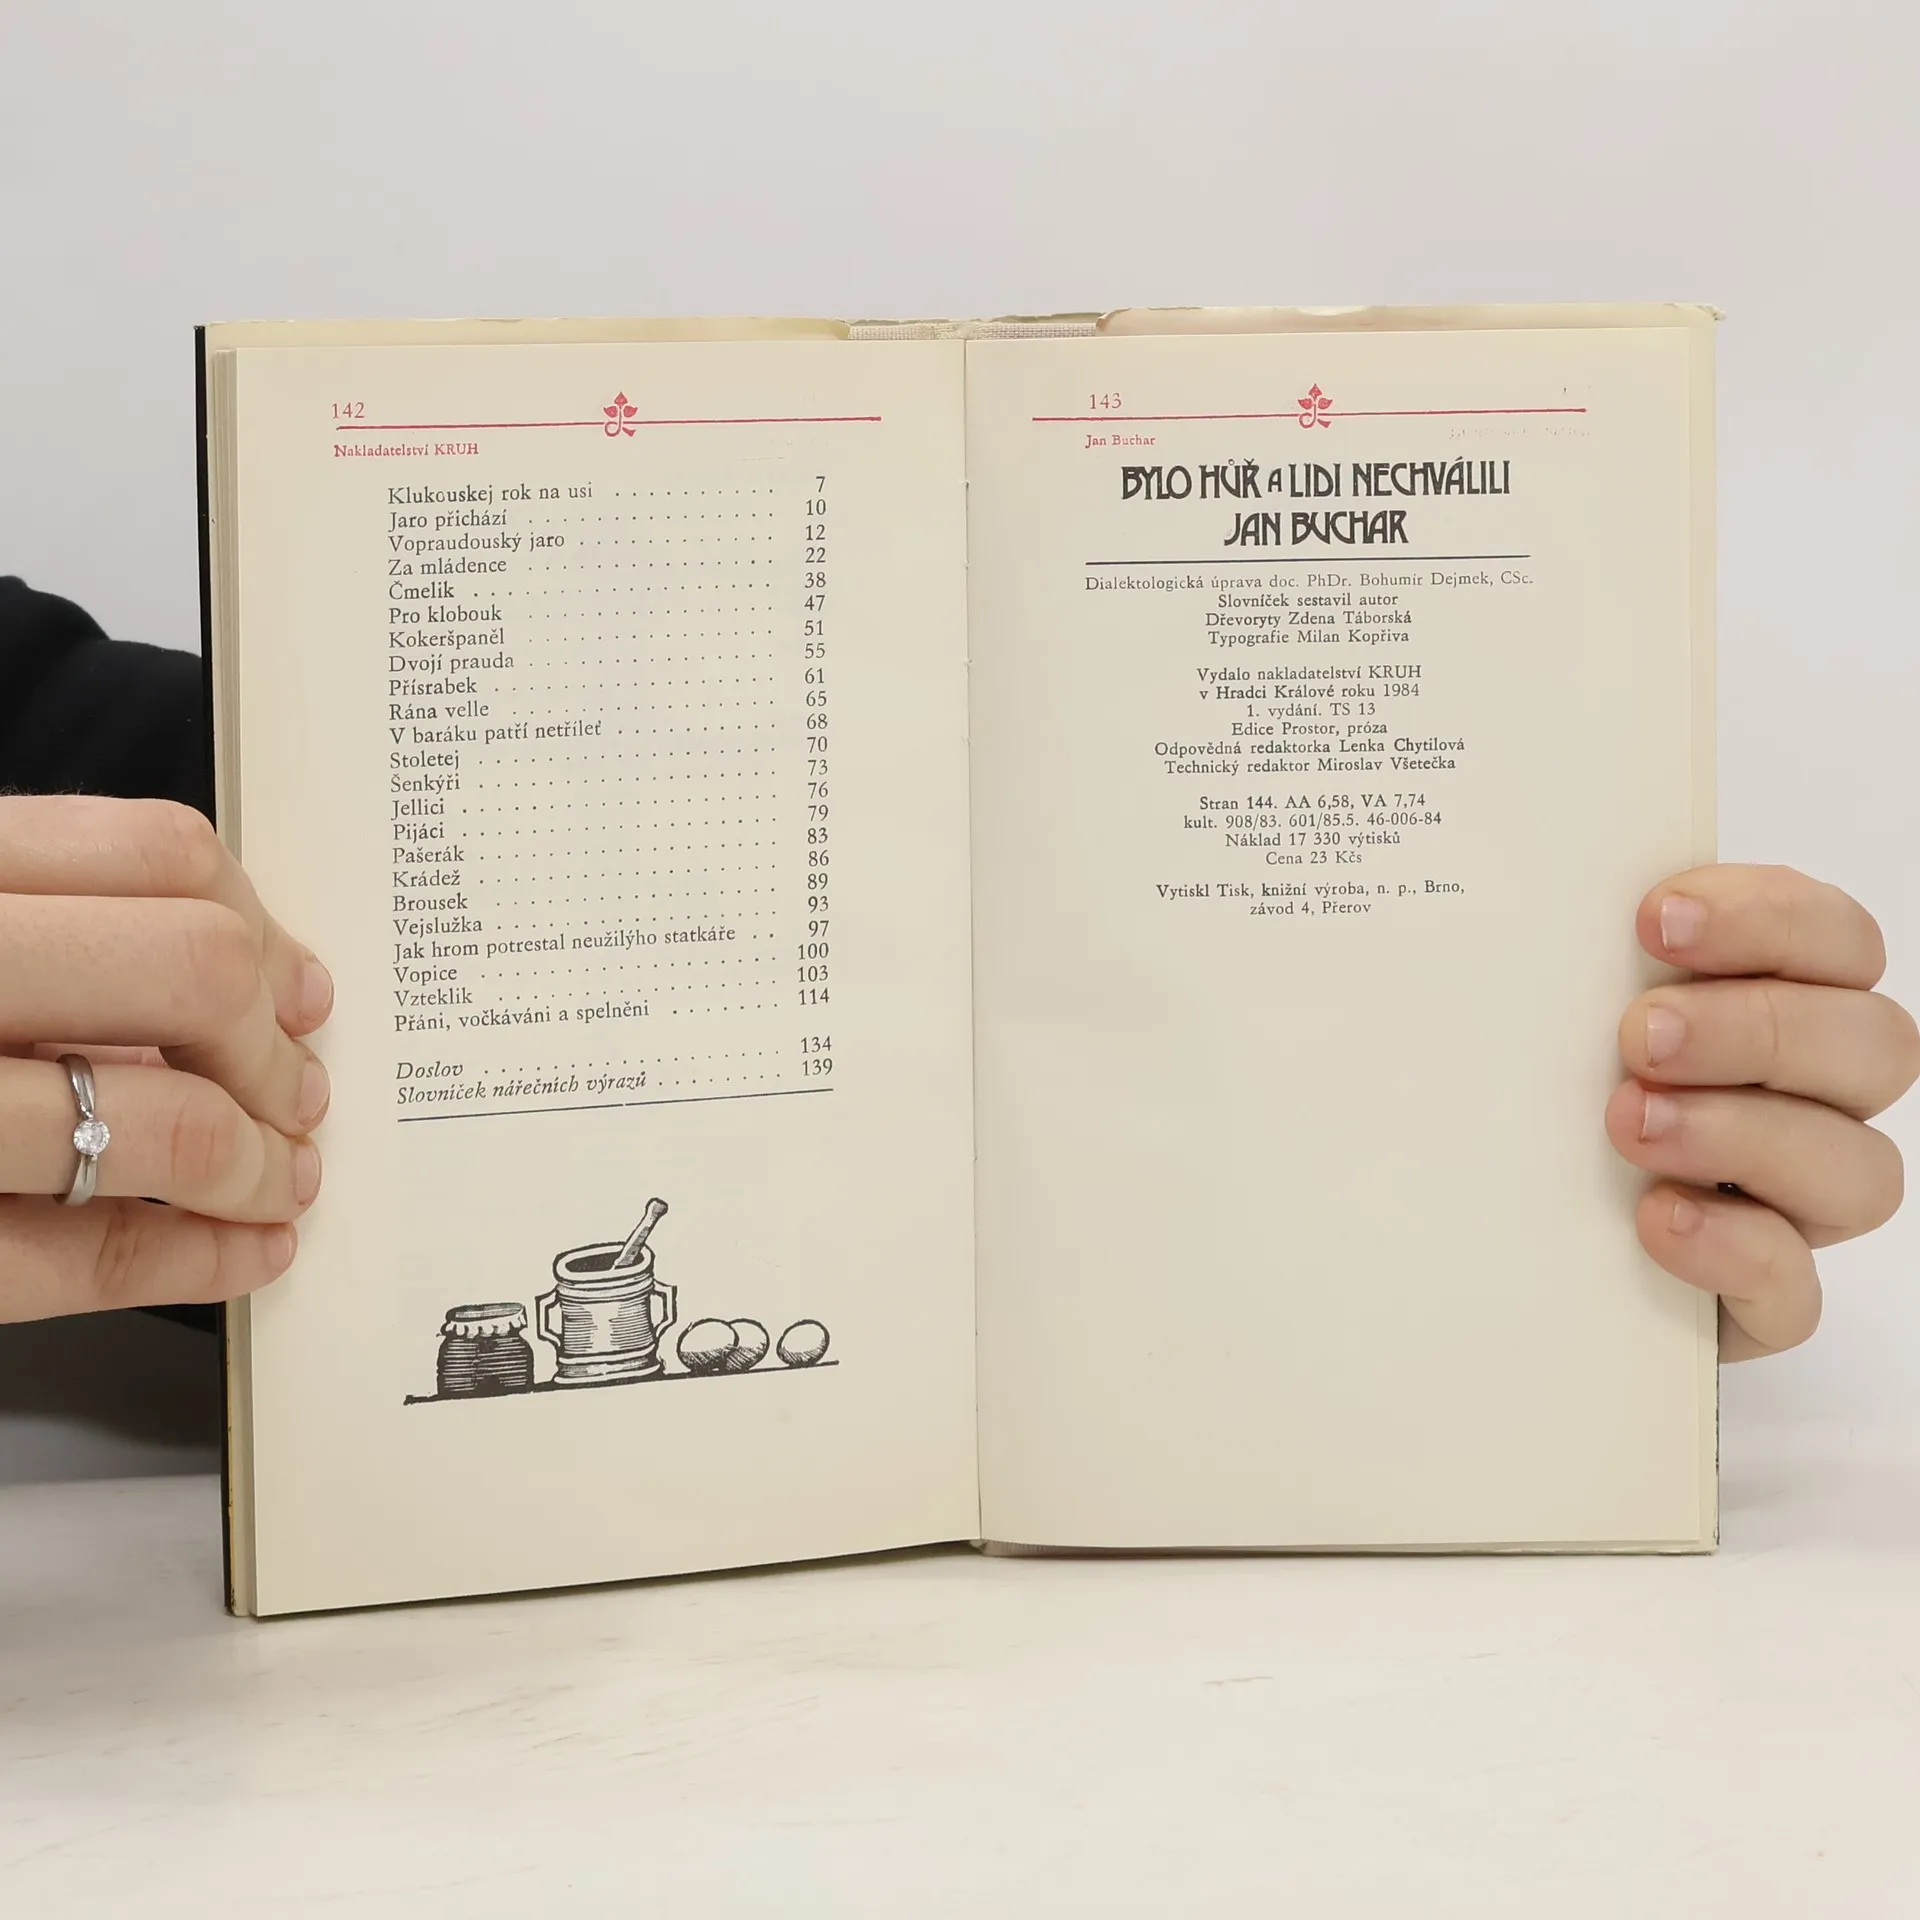 142
Nakladatelství KRUH
Klukouskej rok na usi . . . . . . . . . . 7
Jaro přichází . . . . . . . . . . . . . . . 10
Vopraudouský jaro . . . . . . . . . . . . 12
Za mládence . . . . . . . . . . . . . . . 22
Čmelik . . . . . . . . . . . . . . . . . . 38
Pro klobouk . . . . . . . . . . . . . . . 47
Kokeršpaněl . . . . . . . . . . . . . . . 51
Dvojí prauda . . . . . . . . . . . . . . . 55
Přísrabek . . . . . . . . . . . . . . . . . 61
Rána velle . . . . . . . . . . . . . . . . 65
V baráku patří netříleť . . . . . . . . . . 68
Stoletej . . . . . . . . . . . . . . . . . . 70
Šenkýři . . . . . . . . . . . . . . . . . . 73
Jellici . . . . . . . . . . . . . . . . . . . 76
Pijáci . . . . . . . . . . . . . . . . . . . 79
Pašerák . . . . . . . . . . . . . . . . . . 83
Krádež . . . . . . . . . . . . . . . . . . 86
Brousek . . . . . . . . . . . . . . . . . 89
Vejslužka . . . . . . . . . . . . . . . . . 93
Jak hrom potrestal neužilýho statkáře . . 97
Vopice . . . . . . . . . . . . . . . . . . 100
Vzteklik . . . . . . . . . . . . . . . . . 103
Přáni, vočkáváni a spelněni . . . . . . . 114
Doslov . . . . . . . . . . . . . . . . . . 134
Slovníček nářečních výrazů . . . . . . . . 139
143
Jan Buchar
BYLO HŮŘ A LIDI NECHVÁLILI
JAN BUCHAR
Dialektologická úprava doc. PhDr. Bohumír Dejmek, CSc.
Slovníček sestavil autor
Dřevoryty Zdena Táborská
Typografie Milan Kopřiva
Vydalo nakladatelství KRUH
v Hradci Králové roku 1984
1. vydání. TS 13
Edice Prostor, próza
Odpovědná redaktorka Lenka Chytilová
Technický redaktor Miroslav Všetečka
Stran 144. AA 6,58, VA 7,74
kult. 908/83. 601/85.5. 46-006-84
Náklad 17 330 výtisků
Cena 23 Kčs
Vytiskl Tisk, knižní výroba, n. p., Brno,
závod 4, Přerov